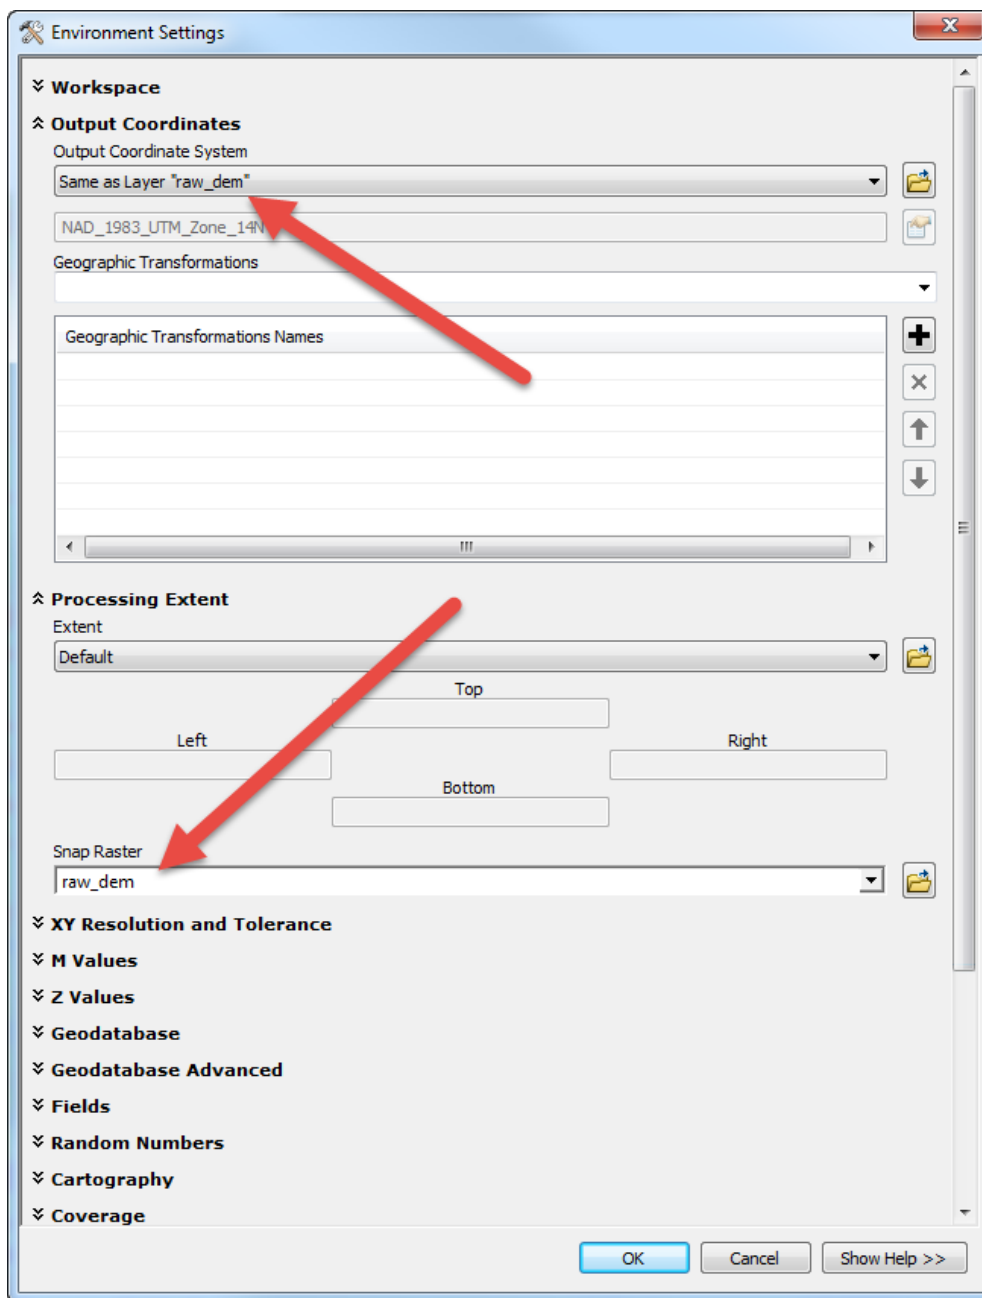 Environment Settings
Workspace
Output Coordinates
Output Coordinate System
Same as Layer "raw_dem"
NAD_1983_UTM_Zone_14N
Geographic Transformations
Geographic Transformations Names
Processing Extent
Extent
Default
Top
Left
Right
Bottom
Snap Raster
raw_dem
XY Resolution and Tolerance
M Values
Z Values
Geodatabase
Geodatabase Advanced
Fields
Random Numbers
Cartography
Coverage
OK
Cancel
Show Help >>